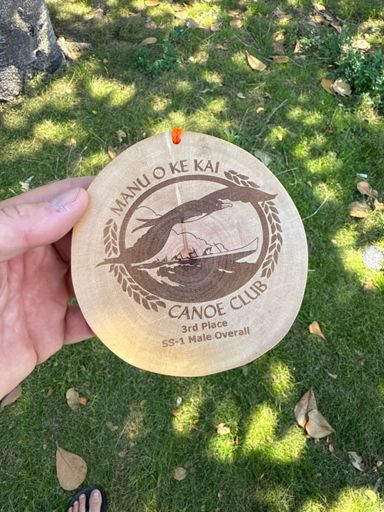 MANU O KE KAI
CANOE CLUB
3rd Place
SS-1 Male Overall